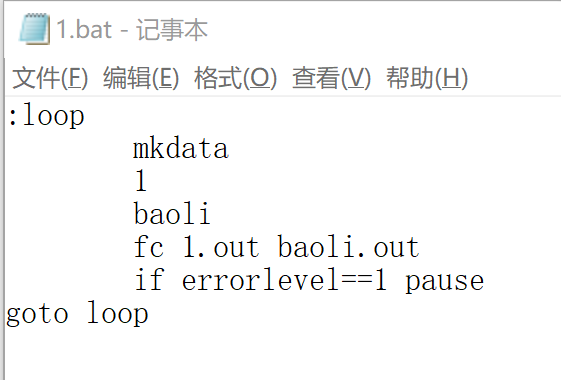 1.bat - 记事本
文件(F) 编辑(E) 格式(O) 查看(V) 帮助(H)
:loop
mkdata
1
baoli
fc 1.out baoli.out
if errorlevel==1 pause
goto loop